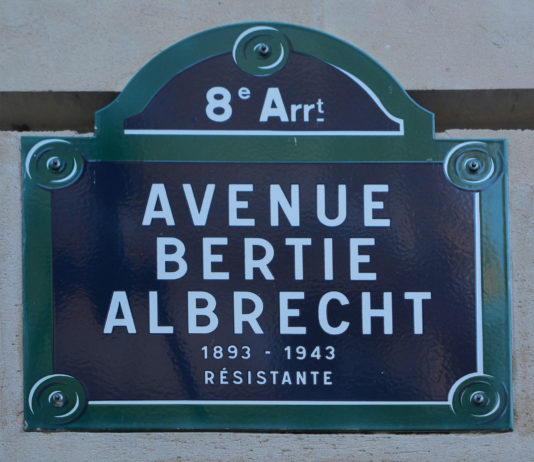 8e Arrt
AVENUE
BERTIE
ALBRECHT
1893 - 1943
RÉSISTANTE